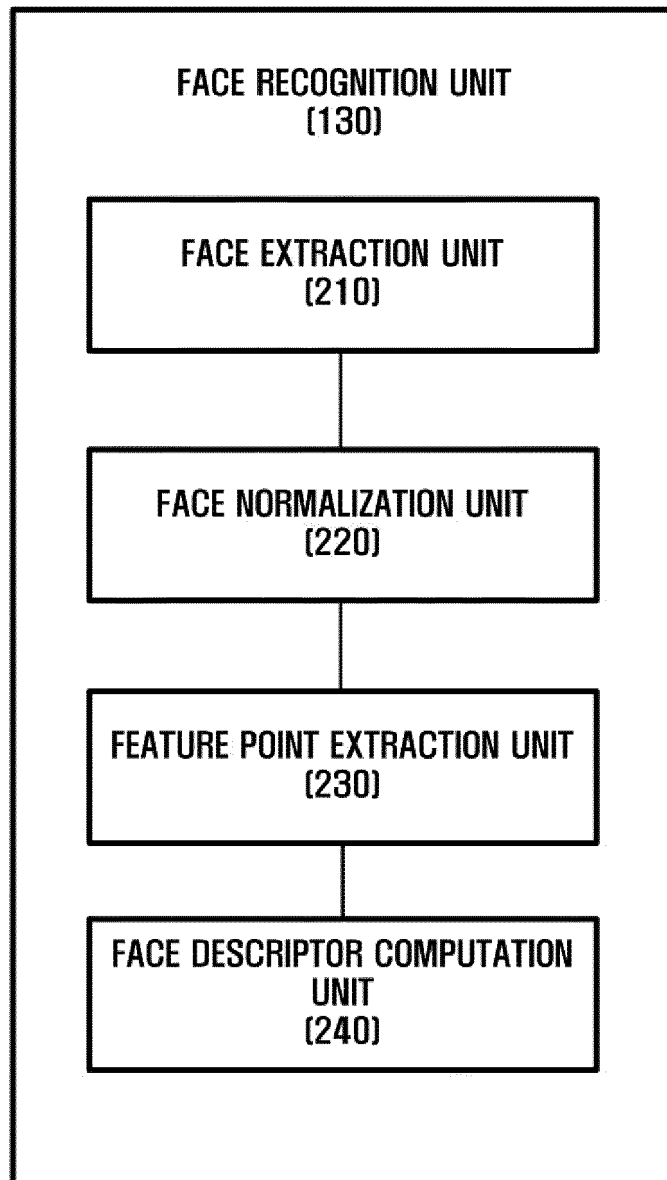 FACE RECOGNITION UNIT
(130)
FACE EXTRACTION UNIT
(210)
FACE NORMALIZATION UNIT
(220)
FEATURE POINT EXTRACTION UNIT
(230)
FACE DESCRIPTOR COMPUTATION
UNIT
(240)